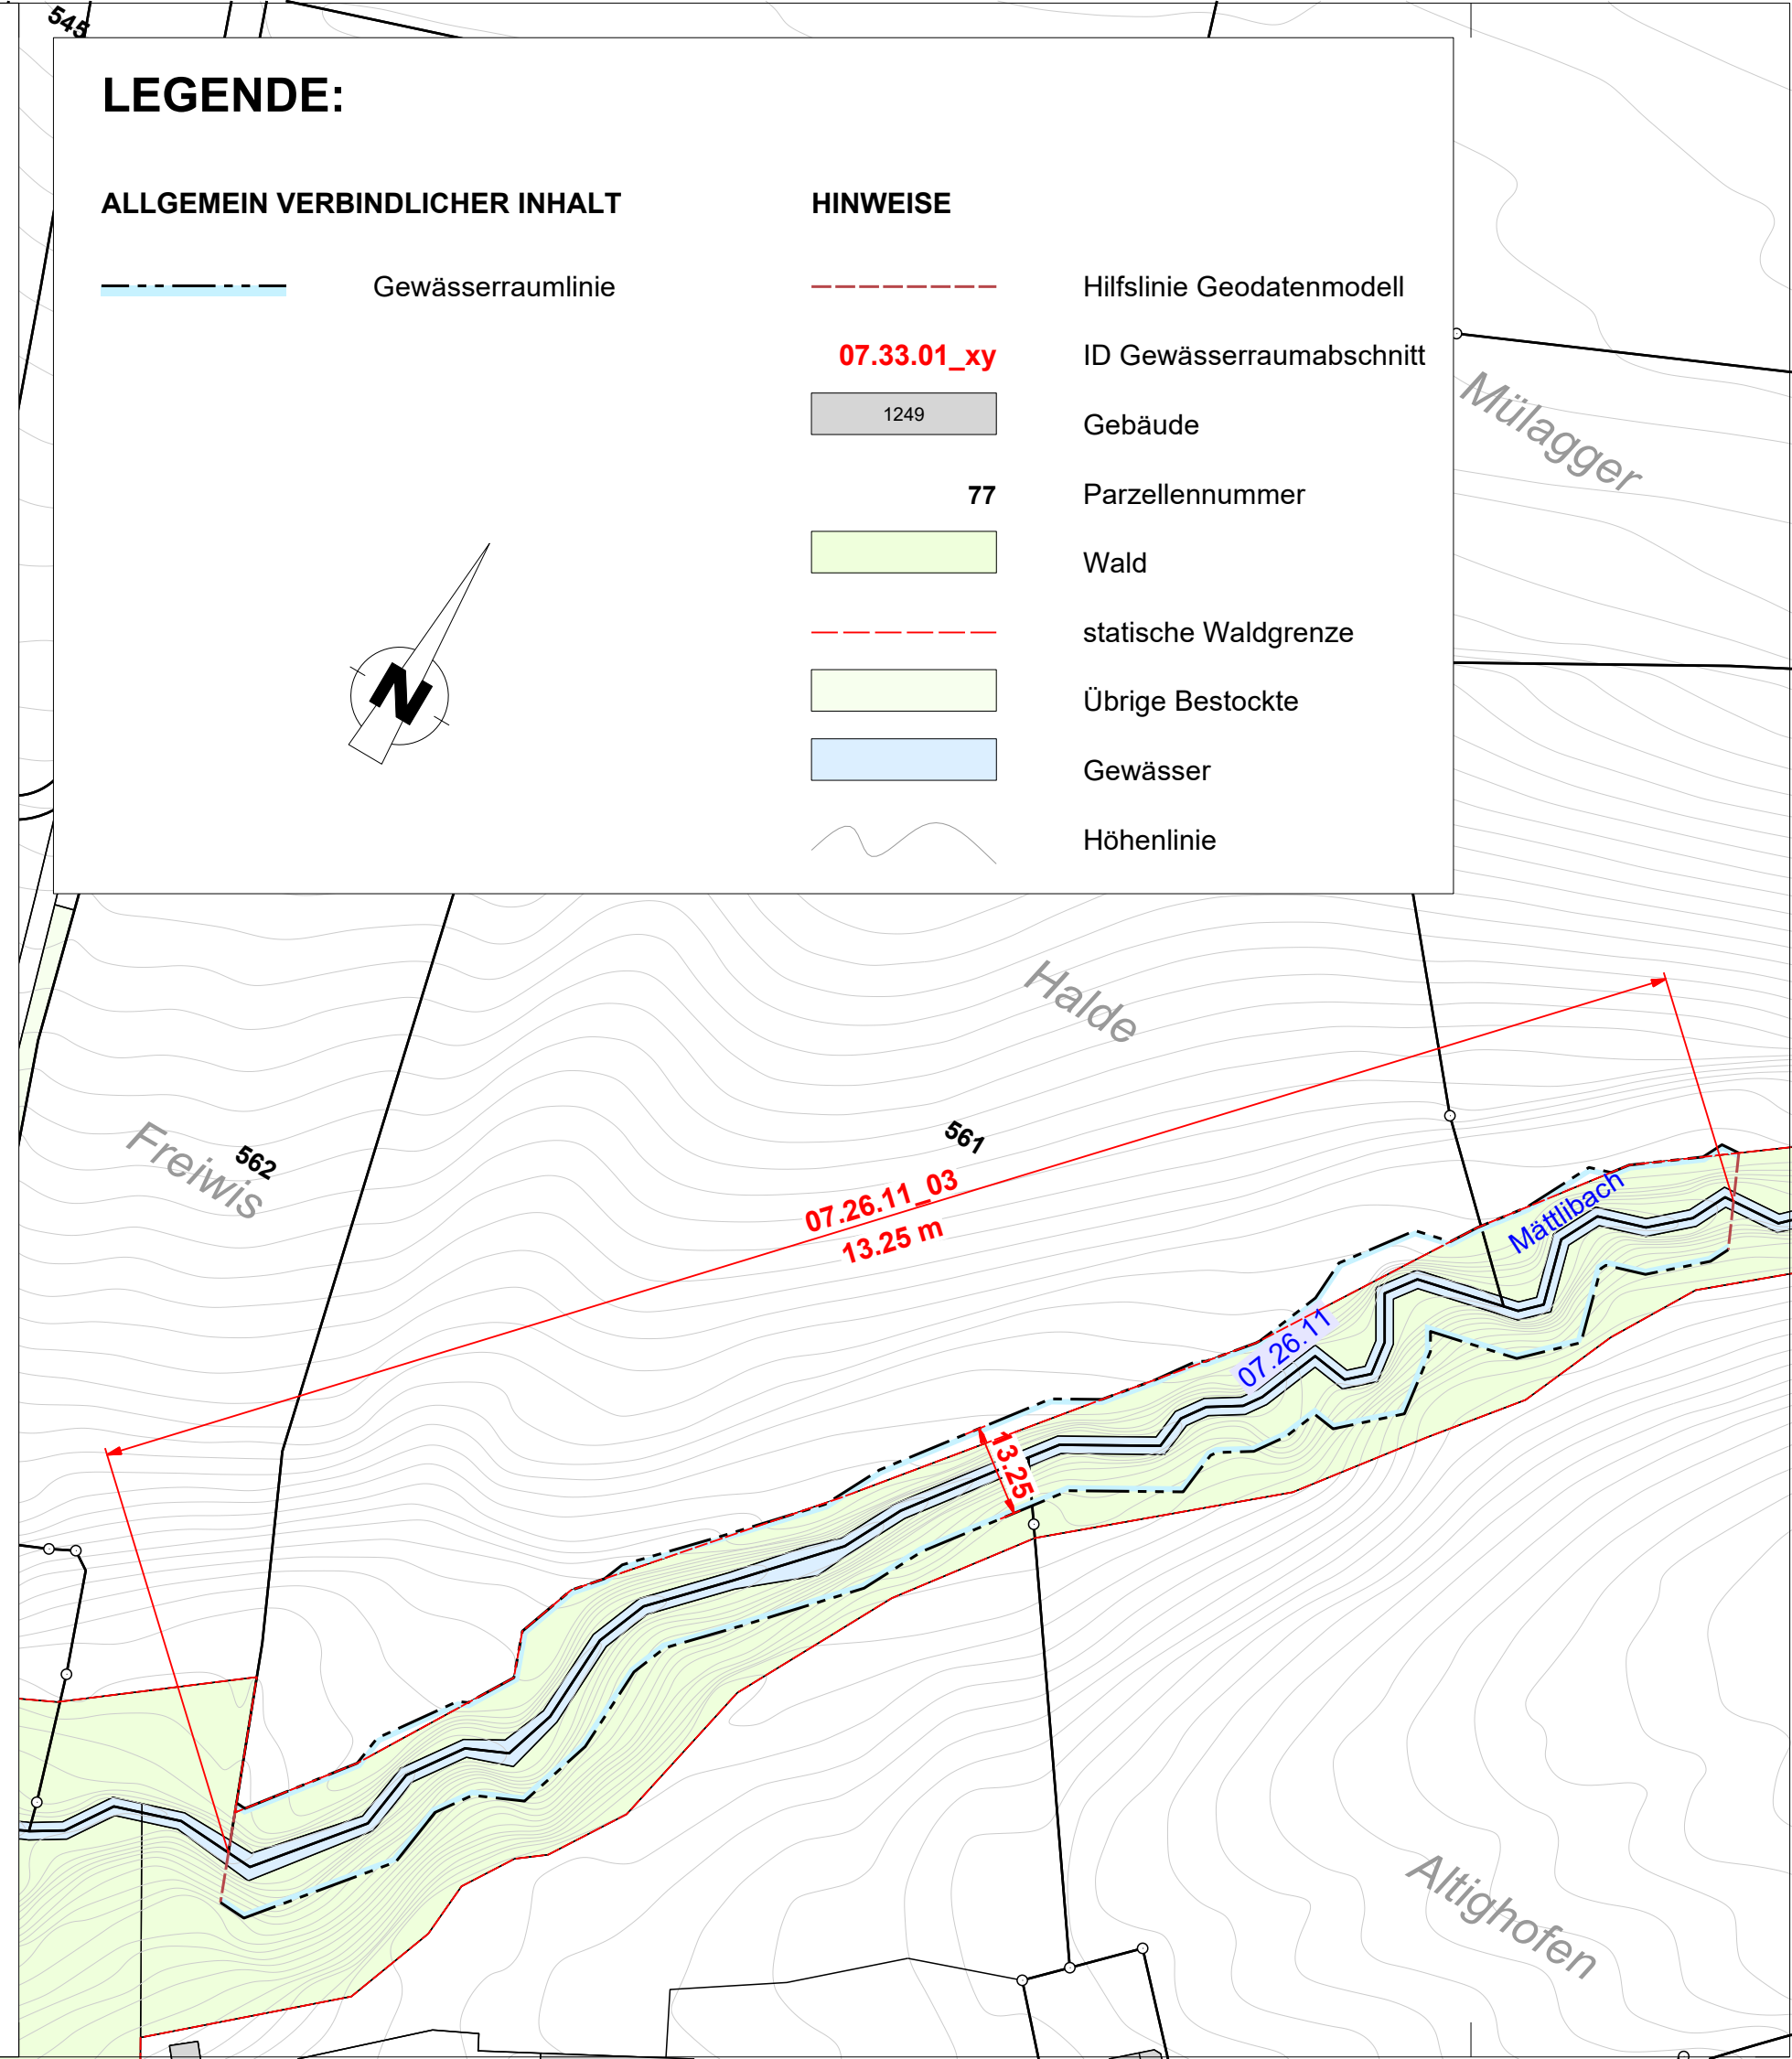 545
LEGENDE:
ALLGEMEIN VERBINDLICHER INHALT
Gewässerraumlinie
HINWEISE
Hilfslinie Geodatenmodell
07.33.01_xy ID Gewässerraumabschnitt
1249 Gebäude
77 Parzellennummer
Wald
statische Waldgrenze
Übrige Bestockte
Gewässer
Höhenlinie
N
Mülagger
Halde
Freiwis
562
561
07.26.11_03
13.25 m
Mättlibach
07.26.11
13.25
Altighofen